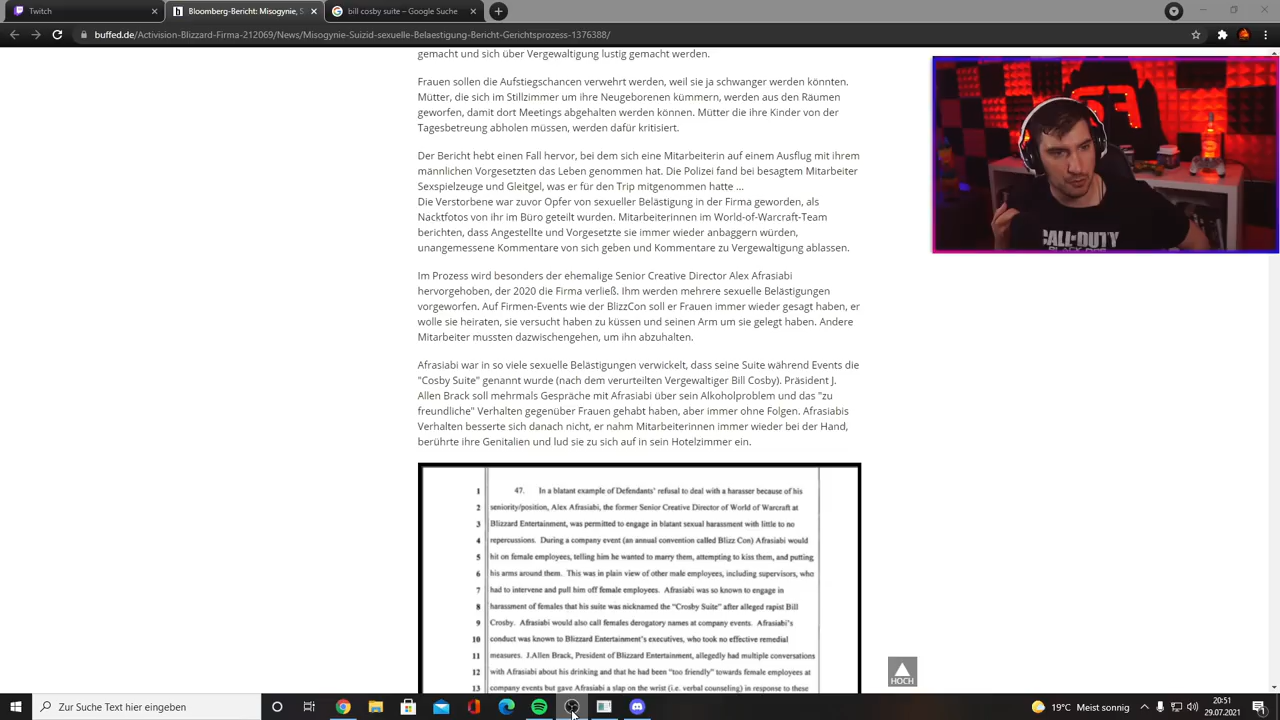 Twitch
Blomberg-Menzing Schwimmbe
bill cosby suite - Google Suche
buffed.de/Activision-Blizzard-Firma-212069/News/Misogynie-Suizid-sexuelle-Belaestigung-Bericht-Gerichtsprozess-1376388/
gemacht und sich über Vergewaltigung lustig gemacht werden.
Frauen sollen die Aufstiegschancen verwehrt werden, weil sie ja schwanger werden könnten.
Mütter, die sich im Stillzimmer um ihre Neugeborenen kümmern, werden aus den Räumen
geworfen, damit dort Meetings abgehalten werden können. Mütter die ihre Kinder von der
Tagesbetreung abholen müssen, werden dafür kritisiert.
Der Bericht hebt einen Fall hervor, bei dem sich eine Mitarbeiterin auf einem Ausflug mit ihrem
männlichen Vorgesetzten das Leben genommen hat. Die Polizei fand bei besagtem Mitarbeiter
Sexspielzeuge und Gleitgel, was er für den Trip mitgenommen hatte ...
Die Verstorbene war zuvor Opfer von sexueller Belästigung in der Firma geworden, als
Nacktfotos von ihr im Büro geteilt wurden. Mitarbeiterinnen im World-of-Warcraft-Team
berichten, dass Angestellte und Vorgesetzte sie immer wieder anbaggern würden,
unangemessene Kommentare von sich geben und Kommentare zu Vergewaltigung ablassen.
Im Prozess wird besonders der ehemalige Senior Creative Director Alex Afrasiabi
hervorgehoben, der 2020 die Firma verließ. Ihm werden mehrere sexuelle Belästigungen
vorgeworfen. Auf Firmen-Events wie der BlizzCon soll er Frauen immer wieder gesagt haben, er
wolle sie heiraten, sie versucht haben zu küssen und seinen Arm um sie gelegt haben. Andere
Mitarbeiter mussten dazwischengehen, um ihn abzuhalten.
Afrasiabi war in so viele sexuelle Belästigungen verwickelt, dass seine Suite während Events die
"Cosby Suite" genannt wurde (nach dem verurteilten Vergewaltiger Bill Cosby). Präsident J.
Allen Brack soll mehrmals Gespräche mit Afrasiabi über sein Alkoholproblem und das "zu
freundliche" Verhalten gegenüber Frauen gehabt haben, aber immer ohne Folgen. Afrasiabis
Verhalten besserte sich danach nicht, er nahm Mitarbeiterinnen immer wieder bei der Hand,
berührte ihre Genitalien und lud sie zu sich auf in sein Hotelzimmer ein.
1 47. In a blatant example of Defendants' refusal to deal with a harasser because of his
2 seniority/position, Alex Afrasiabi, the former Senior Creative Director of World of Warcraft at
3 Blizzard Entertainment, was permitted to engage in blatant sexual harassment with little to no
4 repercussions. During a company event (an annual convention called Blizz Con) Afrasiabi would
5 hit on female employees, telling him he wanted to marry them, attempting to kiss them, and putting
6 his arms around them. This was in plain view of other male employees, including supervisors, who
7 had to intervene and pull him off female employees. Afrasiabi was so known to engage in
8 harassment of females that his suite was nicknamed the "Crosby Suite" after alleged rapist Bill
9 Crosby. Afrasiabi would also call females derogatory names at company events. Afrasiabi's
10 conduct was known to Blizzard Entertainment's executives, who took no effective remedial
11 measures. J.Allen Brack, President of Blizzard Entertainment, allegedly had multiple conversations
12 with Afrasiabi about his drinking and that he had been "too friendly" towards female employees at
13 company events but gave Afrasiabi a slap on the wrist (i.e. verbal counseling) in response to these
CALL OF DUTY
BLACK OPS
HOCH
Zur Suche Text hier eingeben
19°C Meist sonnig
20:51
29.07.2021